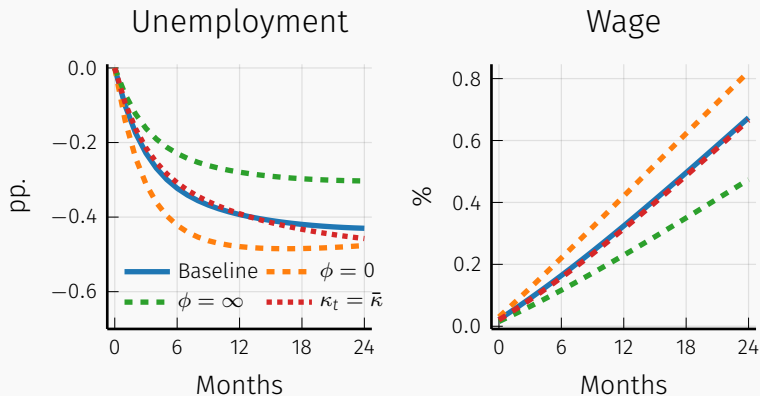 Unemployment
0.0
−0.2
−0.4
−0.6
pp.
Baseline
ϕ = 0
ϕ = ∞
κₜ = κ̄
0 6 12 18 24
Months
Wage
0.8
0.6
0.4
0.2
0.0
%
0 6 12 18 24
Months